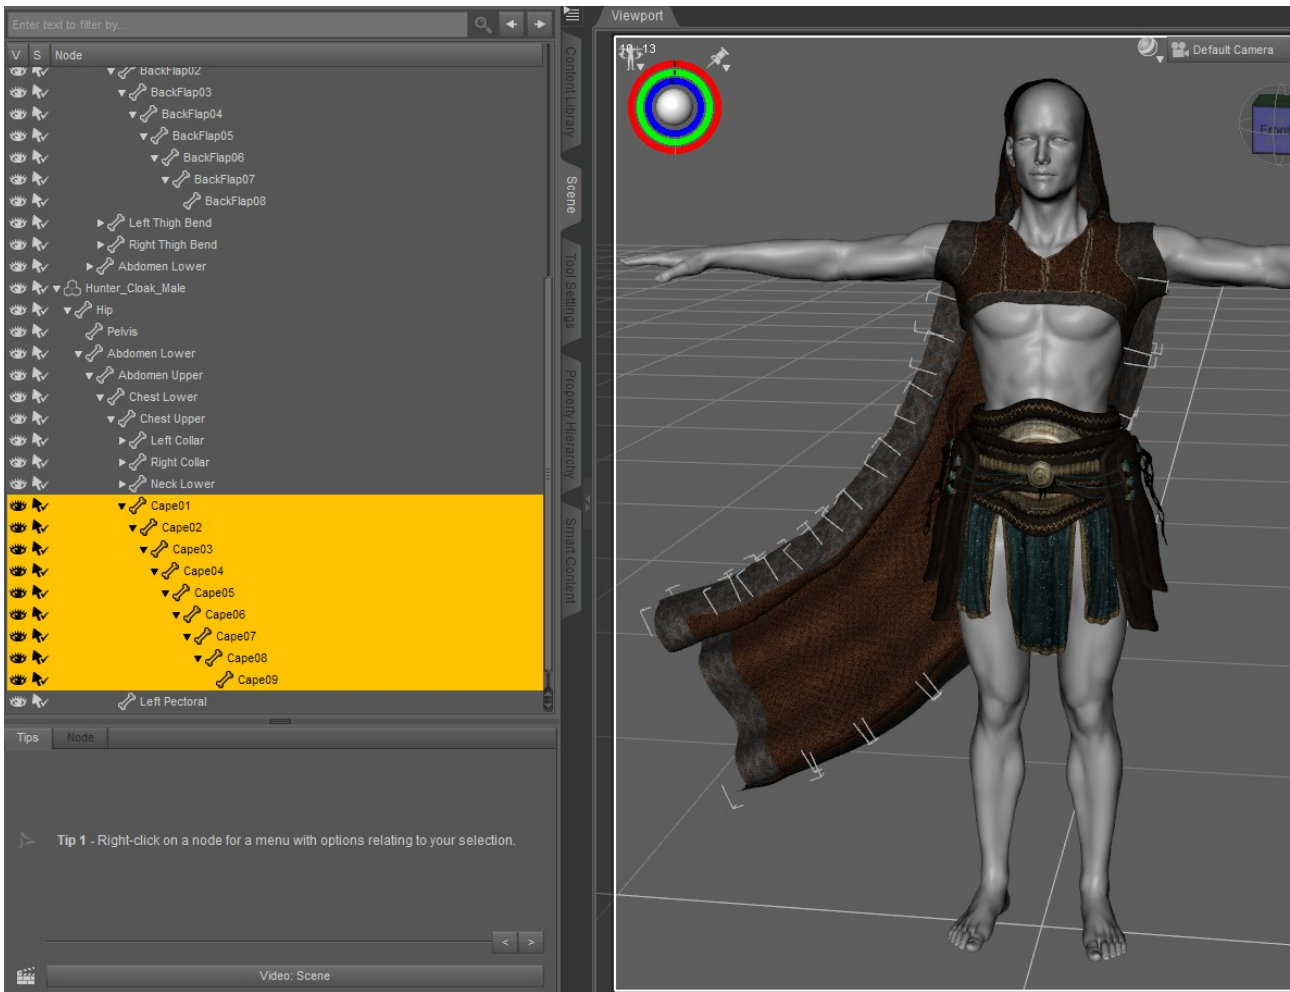 Enter text to filter by...
V S Node
BackFlap02
BackFlap03
BackFlap04
BackFlap05
BackFlap06
BackFlap07
BackFlap08
Left Thigh Bend
Right Thigh Bend
Abdomen Lower
Hunter_Cloak_Male
Hip
Pelvis
Abdomen Lower
Abdomen Upper
Chest Lower
Chest Upper
Left Collar
Right Collar
Neck Lower
Cape01
Cape02
Cape03
Cape04
Cape05
Cape06
Cape07
Cape08
Cape09
Left Pectoral
Tips Node
Tip 1 - Right-click on a node for a menu with options relating to your selection.
< >
Video: Scene
Content Library
Scene
Tool Settings
Property Hierarchy
Smart Content
Viewport
Default Camera
Front